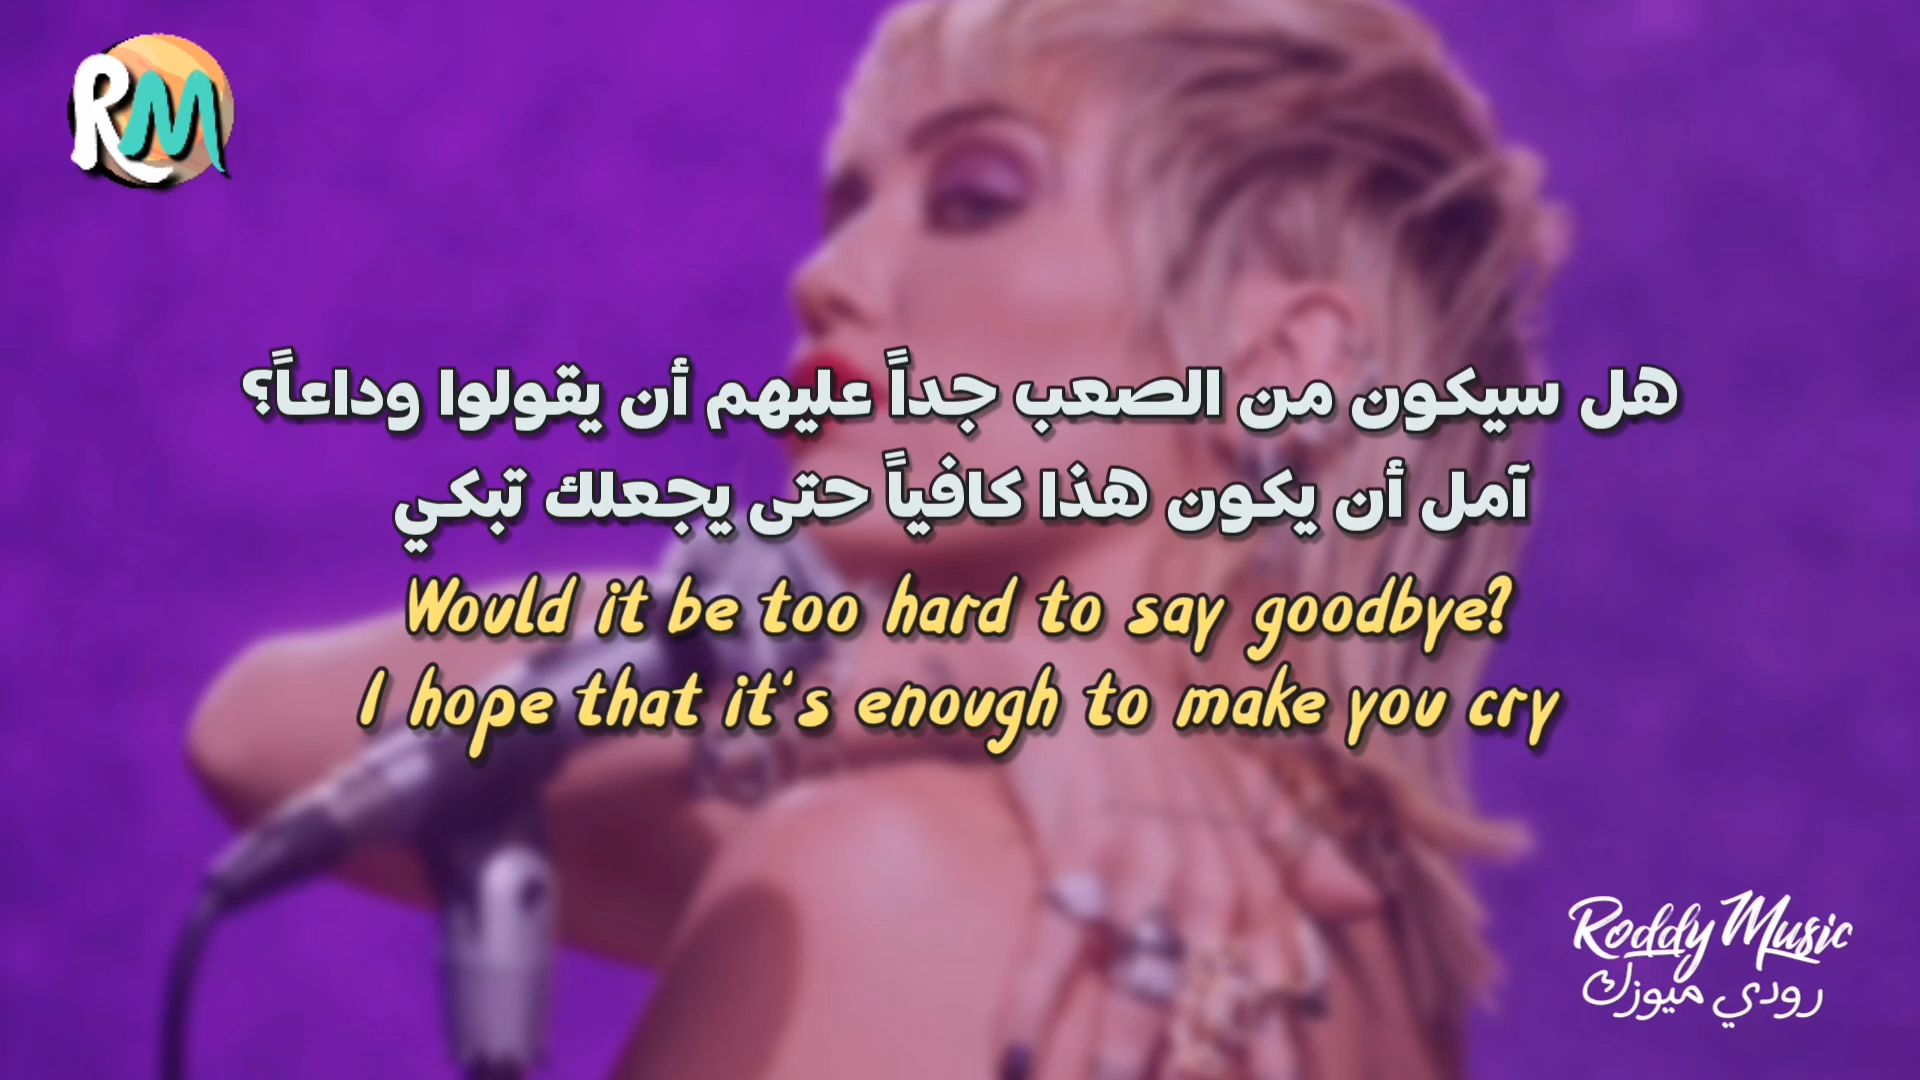 RM
هل سيكون من الصعب جداً عليهم أن يقولوا وداعاً؟
آمل أن يكون هذا كافياً حتى يجعلك تبكي
Would it be too hard to say goodbye?
I hope that it's enough to make you cry
Roddy Music
رودي ميوزك